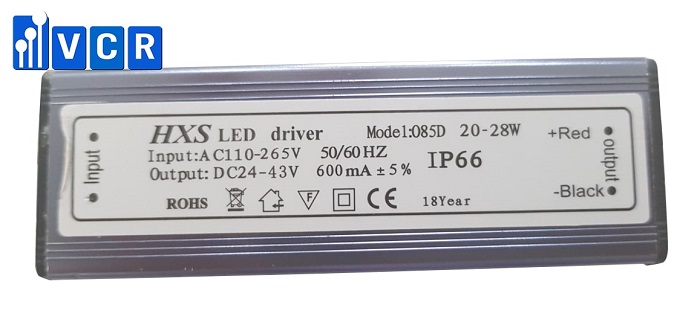 VCR
HXS LED driver Model:085D 20-28W
Input:AC110-265V 50/60HZ
Output:DC24-43V 600mA ±5% IP66
ROHS F CE 18Year
Input
+Red
-Black
output